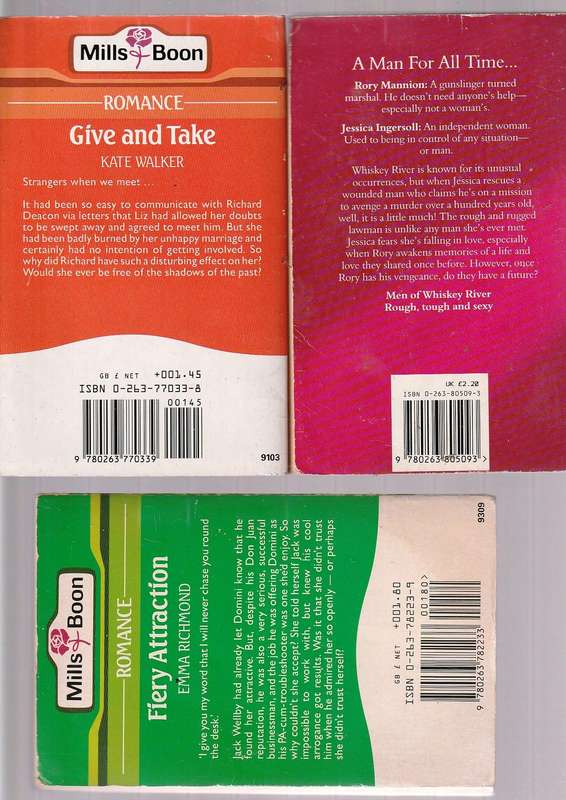 Mills Boon
ROMANCE
Give and Take
KATE WALKER
Strangers when we meet ...
It had been so easy to communicate with Richard
Deacon via letters that Liz had allowed her doubts
to be swept away and agreed to meet him. But she
had been badly burned by her unhappy marriage and
certainly had no intention of getting involved. So
why did Richard have such a disturbing effect on her?
Would she ever be free of the shadows of the past?
GB £ NET +001.45
ISBN 0-263-77033-8
00145
9 780263 770339
9103
A Man For All Time...
Rory Mannion: A gunslinger turned
marshal. He doesn't need anyone's help—
especially not a woman's.
Jessica Ingersoll: An independent woman.
Used to being in control of any situation—
or man.
Whiskey River is known for its unusual
occurrences, but when Jessica rescues a
wounded man who claims he's on a mission
to avenge a murder over a hundred years old,
well, it is a little much! The rough and rugged
lawman is unlike any man she's ever met.
Jessica fears she's falling in love, especially
when Rory awakens memories of a life and
love they shared once before. However, once
Rory has his vengeance, do they have a future?
Men of Whiskey River
Rough, tough and sexy
UK £2.20
ISBN 0-263-80509-3
9 780263 805093 >
Mills Boon
ROMANCE
Fiery Attraction
EMMA RICHMOND
'I give you my word that I will never chase you round
the desk.'
Jack Wellby had already let Domini know that he
found her attractive. But, despite his Don Juan
reputation, he was also a very serious, successful
businessman, and the job he was offering Domini as
his PA-cum-troubleshooter was one she'd enjoy. So
why couldn't she accept? She told herself Jack was
impossible to work with, but knew his cool
arrogance got results. Was it that she didn't trust
him when he admired her so openly — or perhaps
she didn't trust herself?
GB £ NET +001.80
ISBN 0-263-78223-9
00180>
9 780263 782233
9309